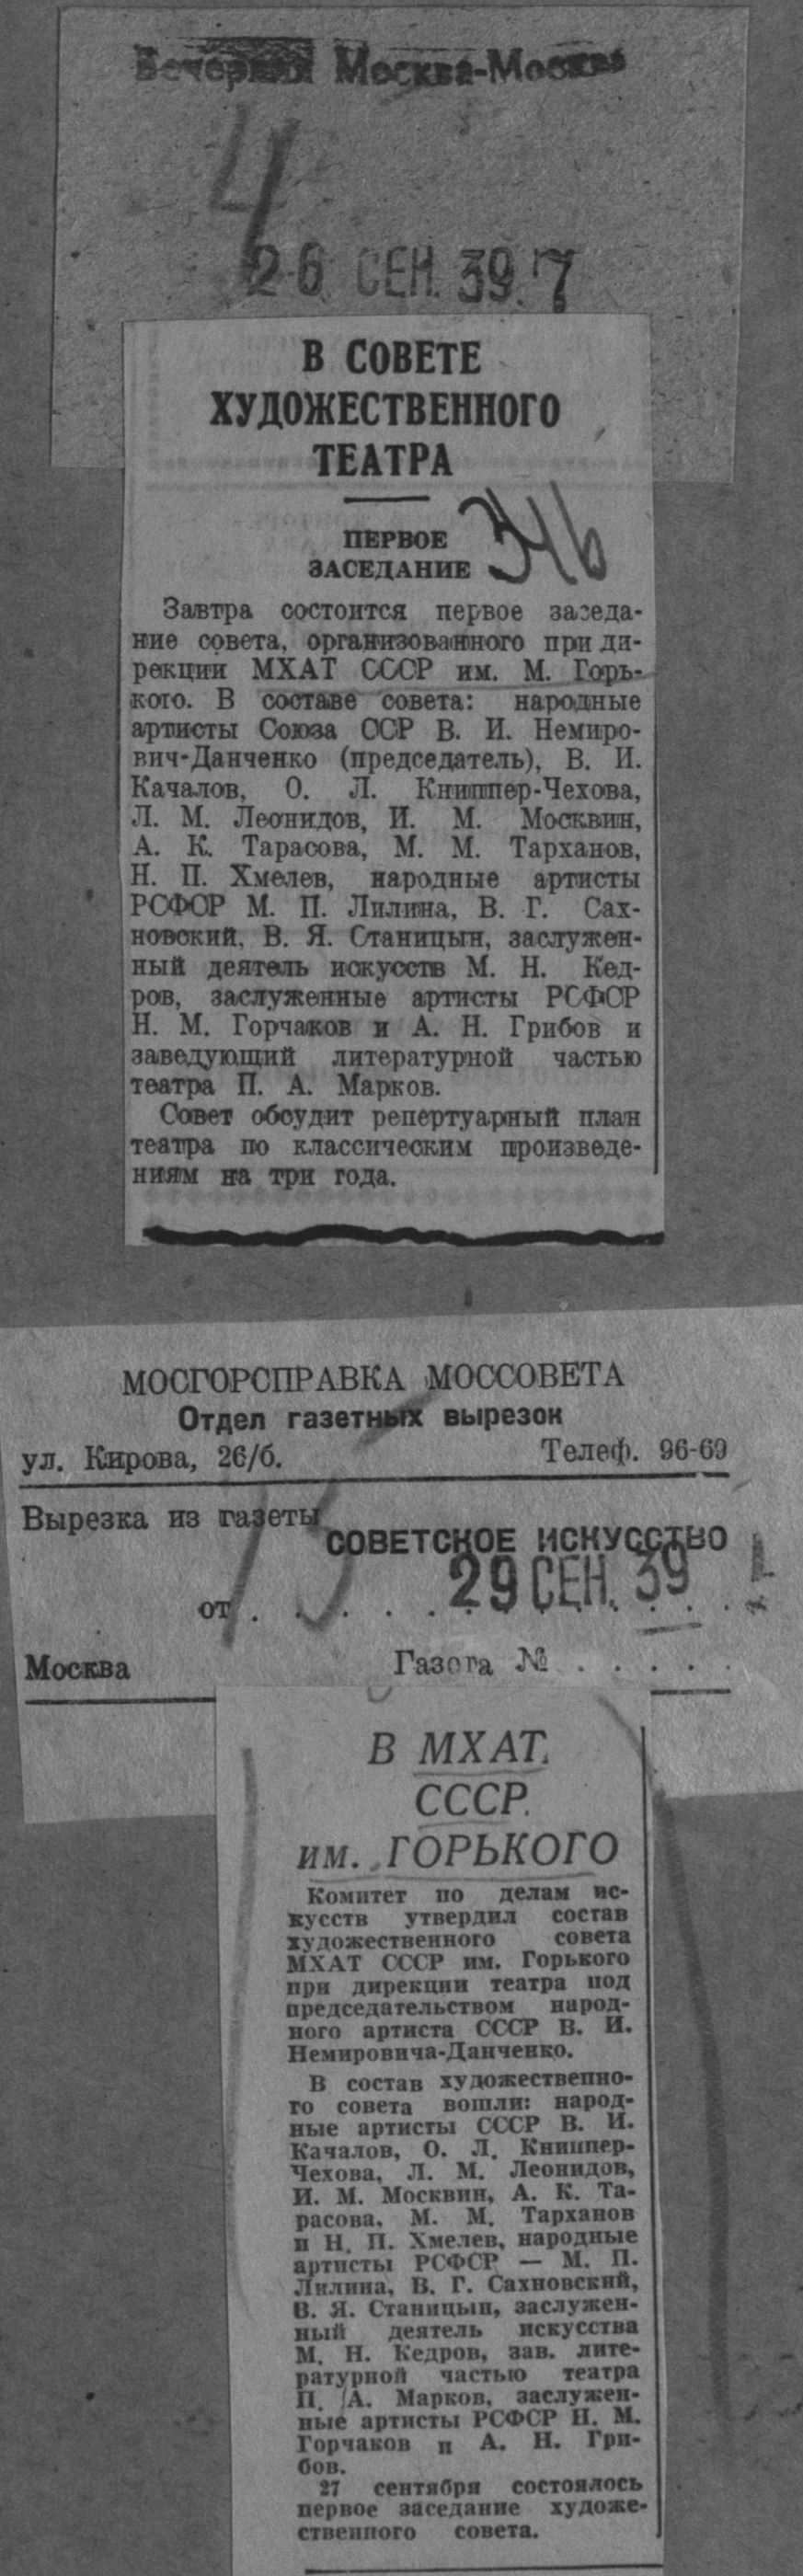 Вечерняя Москва-Москва
4
26 СЕН. 39. 7
В СОВЕТЕ
ХУДОЖЕСТВЕННОГО
ТЕАТРА
ПЕРВОЕ
ЗАСЕДАНИЕ
Завтра состоится первое заседа-
ние совета, организованного при ди-
рекции МХАТ СССР им. М. Горь-
кого. В составе совета: народные
артисты Союза ССР В. И. Немиро-
вич-Данченко (председатель), В. И.
Качалов, О. Л. Книппер-Чехова,
Л. М. Леонидов, И. М. Москвин,
А. К. Тарасова, М. М. Тарханов,
Н. П. Хмелев, народные артисты
РСФСР М. П. Лилина, В. Г. Сах-
новский, В. Я. Станицын, заслужен-
ный деятель искусств М. Н. Кед-
ров, заслуженные артисты РСФСР
Н. М. Горчаков и А. Н. Грибов и
заведующий литературной частью
театра П. А. Марков.
Совет обсудит репертуарный план
театра по классическим произведе-
ниям на три года.
МОСГОРСПРАВКА МОССОВЕТА
Отдел газетных вырезок
ул. Кирова, 26/б. Телеф. 96-69
Вырезка из газеты
СОВЕТСКОЕ ИСКУССТВО
от . . . . . 29 СЕН. 39
Москва Газета № . . . . .
В МХАТ
СССР
им. ГОРЬКОГО
Комитет по делам ис-
кусств утвердил состав
художественного совета
МХАТ СССР им. Горького
при дирекции театра под
председательством народ-
ного артиста СССР В. И.
Немировича-Данченко.
В состав художественно-
го совета вошли: народ-
ные артисты СССР В. И.
Качалов, О. Л. Книппер-
Чехова, Л. М. Леонидов,
И. М. Москвин, А. К. Та-
расова, М. М. Тарханов
и Н. П. Хмелев, народные
артисты РСФСР — М. П.
Лилина, В. Г. Сахновский,
В. Я. Станицын, заслужен-
ный деятель искусства
М. Н. Кедров, зав. лите-
ратурной частью театра
П. А. Марков, заслужен-
ные артисты РСФСР Н. М.
Горчаков и А. Н. Гри-
бов.
27 сентября состоялось
первое заседание художе-
ственного совета.